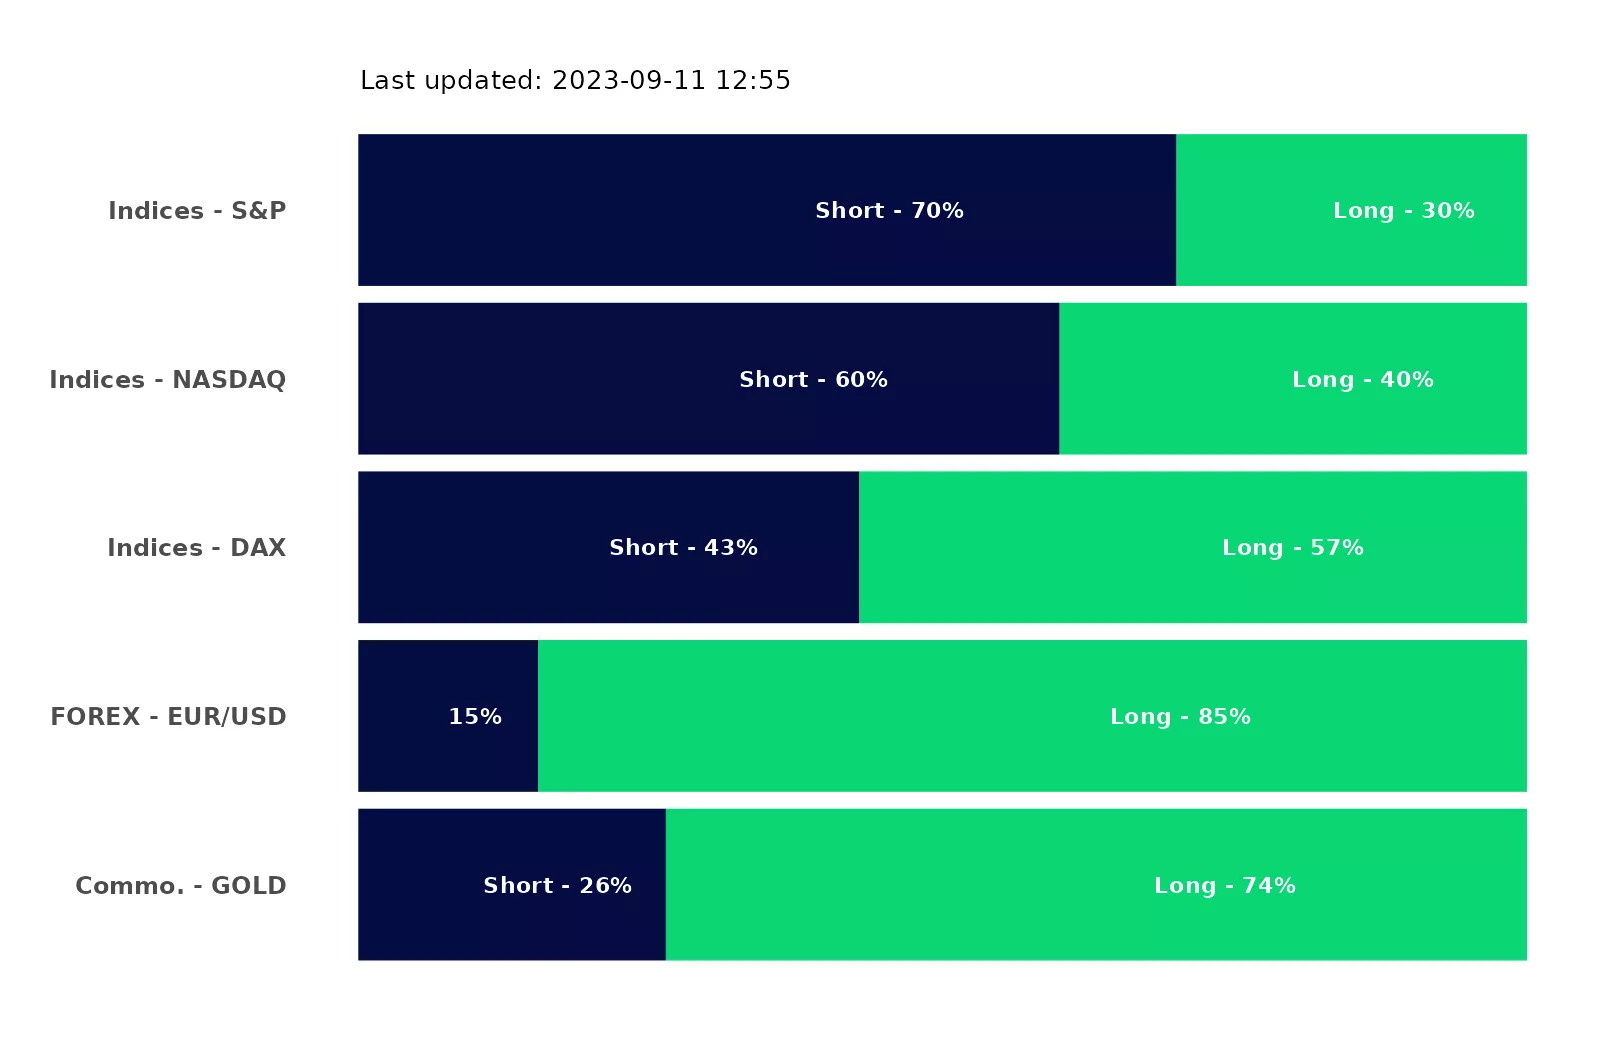 Last updated: 2023-09-11 12:55
Indices - S&P Short - 70% Long - 30%
Indices - NASDAQ Short - 60% Long - 40%
Indices - DAX Short - 43% Long - 57%
FOREX - EUR/USD 15% Long - 85%
Commo. - GOLD Short - 26% Long - 74%